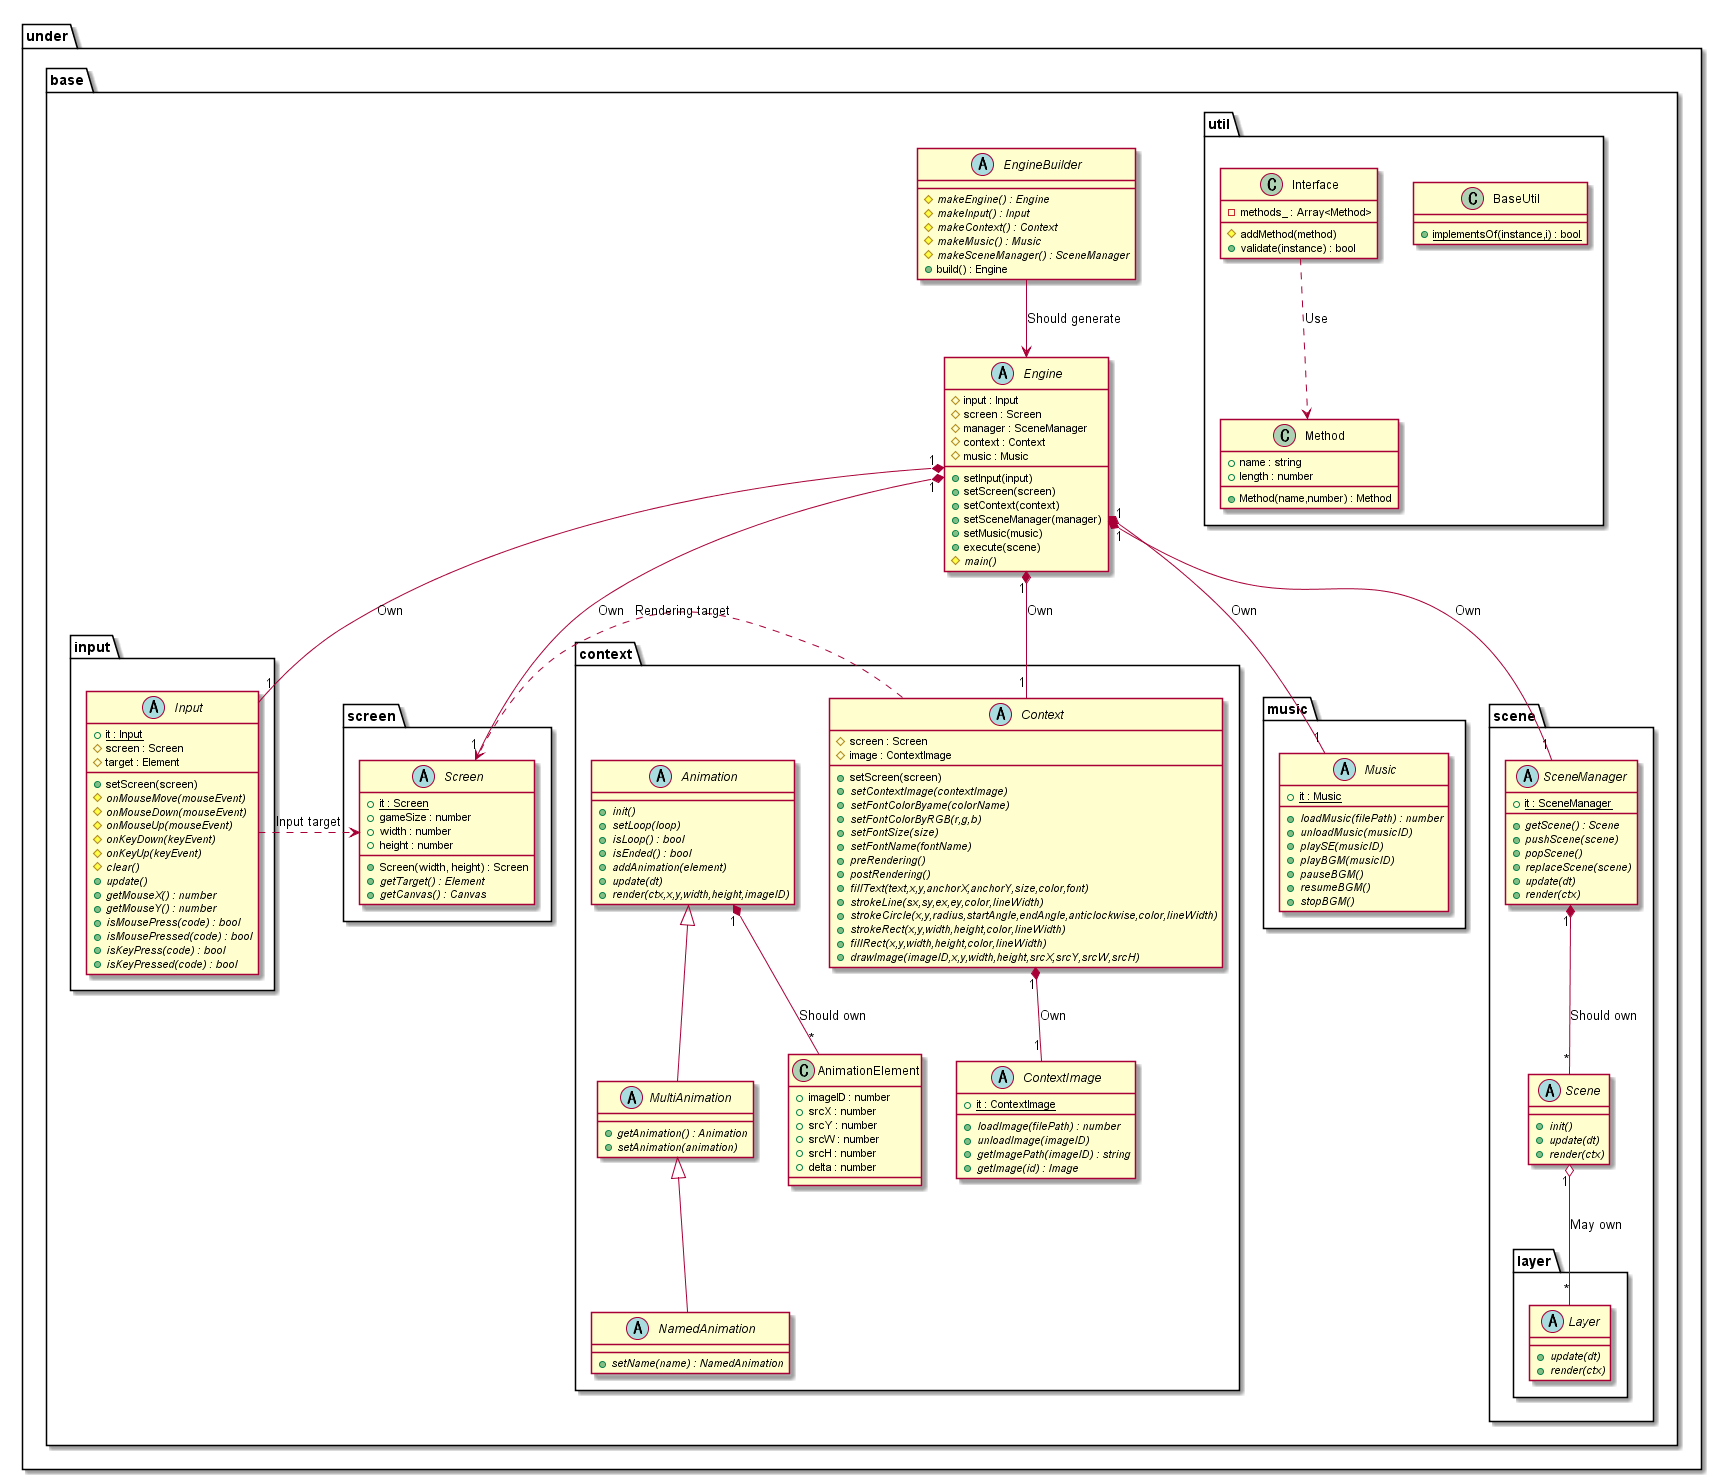 under
base
util
EngineBuilder
makeEngine() : Engine
makeInput() : Input
makeContext() : Context
makeMusic() : Music
makeSceneManager() : SceneManager
build() : Engine
Interface
methods_ : Array<Method>
addMethod(method)
validate(instance) : bool
BaseUtil
implementsOf(instance,i) : bool
Should generate
Use
Engine
input : Input
screen : Screen
manager : SceneManager
context : Context
music : Music
setInput(input)
setScreen(screen)
setContext(context)
setSceneManager(manager)
setMusic(music)
execute(scene)
main()
Method
name : string
length : number
Method(name,number) : Method
1
1
1
1
1
Own
Own
Rendering target
Own
Own
Own
input
1
Input
it : Input
screen : Screen
target : Element
setScreen(screen)
onMouseMove(mouseEvent)
onMouseDown(mouseEvent)
onMouseUp(mouseEvent)
onKeyDown(keyEvent)
onKeyUp(keyEvent)
clear()
update()
getMouseX() : number
getMouseY() : number
isMousePress(code) : bool
isMousePressed(code) : bool
isKeyPress(code) : bool
isKeyPressed(code) : bool
Input target
screen
1
Screen
it : Screen
gameSize : number
width : number
height : number
Screen(width, height) : Screen
getTarget() : Element
getCanvas() : Canvas
context
1
Animation
init()
setLoop(loop)
isLoop() : bool
isEnded() : bool
addAnimation(element)
update(dt)
render(ctx,x,y,width,height,imageID)
Context
screen : Screen
image : ContextImage
setScreen(screen)
setContextImage(contextImage)
setFontColorByame(colorName)
setFontColorByRGB(r,g,b)
setFontSize(size)
setFontName(fontName)
preRendering()
postRendering()
fillText(text,x,y,anchorX,anchorY,size,color,font)
strokeLine(sx,sy,ex,ey,color,lineWidth)
strokeCircle(x,y,radius,startAngle,endAngle,anticlockwise,color,lineWidth)
strokeRect(x,y,width,height,color,lineWidth)
fillRect(x,y,width,height,color,lineWidth)
drawImage(imageID,x,y,width,height,srcX,srcY,srcW,srcH)
music
1
Music
it : Music
loadMusic(filePath) : number
unloadMusic(musicID)
playSE(musicID)
playBGM(musicID)
pauseBGM()
resumeBGM()
stopBGM()
scene
1
SceneManager
it : SceneManager
getScene() : Scene
pushScene(scene)
popScene()
replaceScene(scene)
update(dt)
render(ctx)
1
Should own
*
1
Own
1
1
Should own
*
MultiAnimation
getAnimation() : Animation
setAnimation(animation)
AnimationElement
imageID : number
srcX : number
srcY : number
srcW : number
srcH : number
delta : number
ContextImage
it : ContextImage
loadImage(filePath) : number
unloadImage(imageID)
getImagePath(imageID) : string
getImage(id) : Image
Scene
init()
update(dt)
render(ctx)
1
May own
layer
*
NamedAnimation
setName(name) : NamedAnimation
Layer
update(dt)
render(ctx)